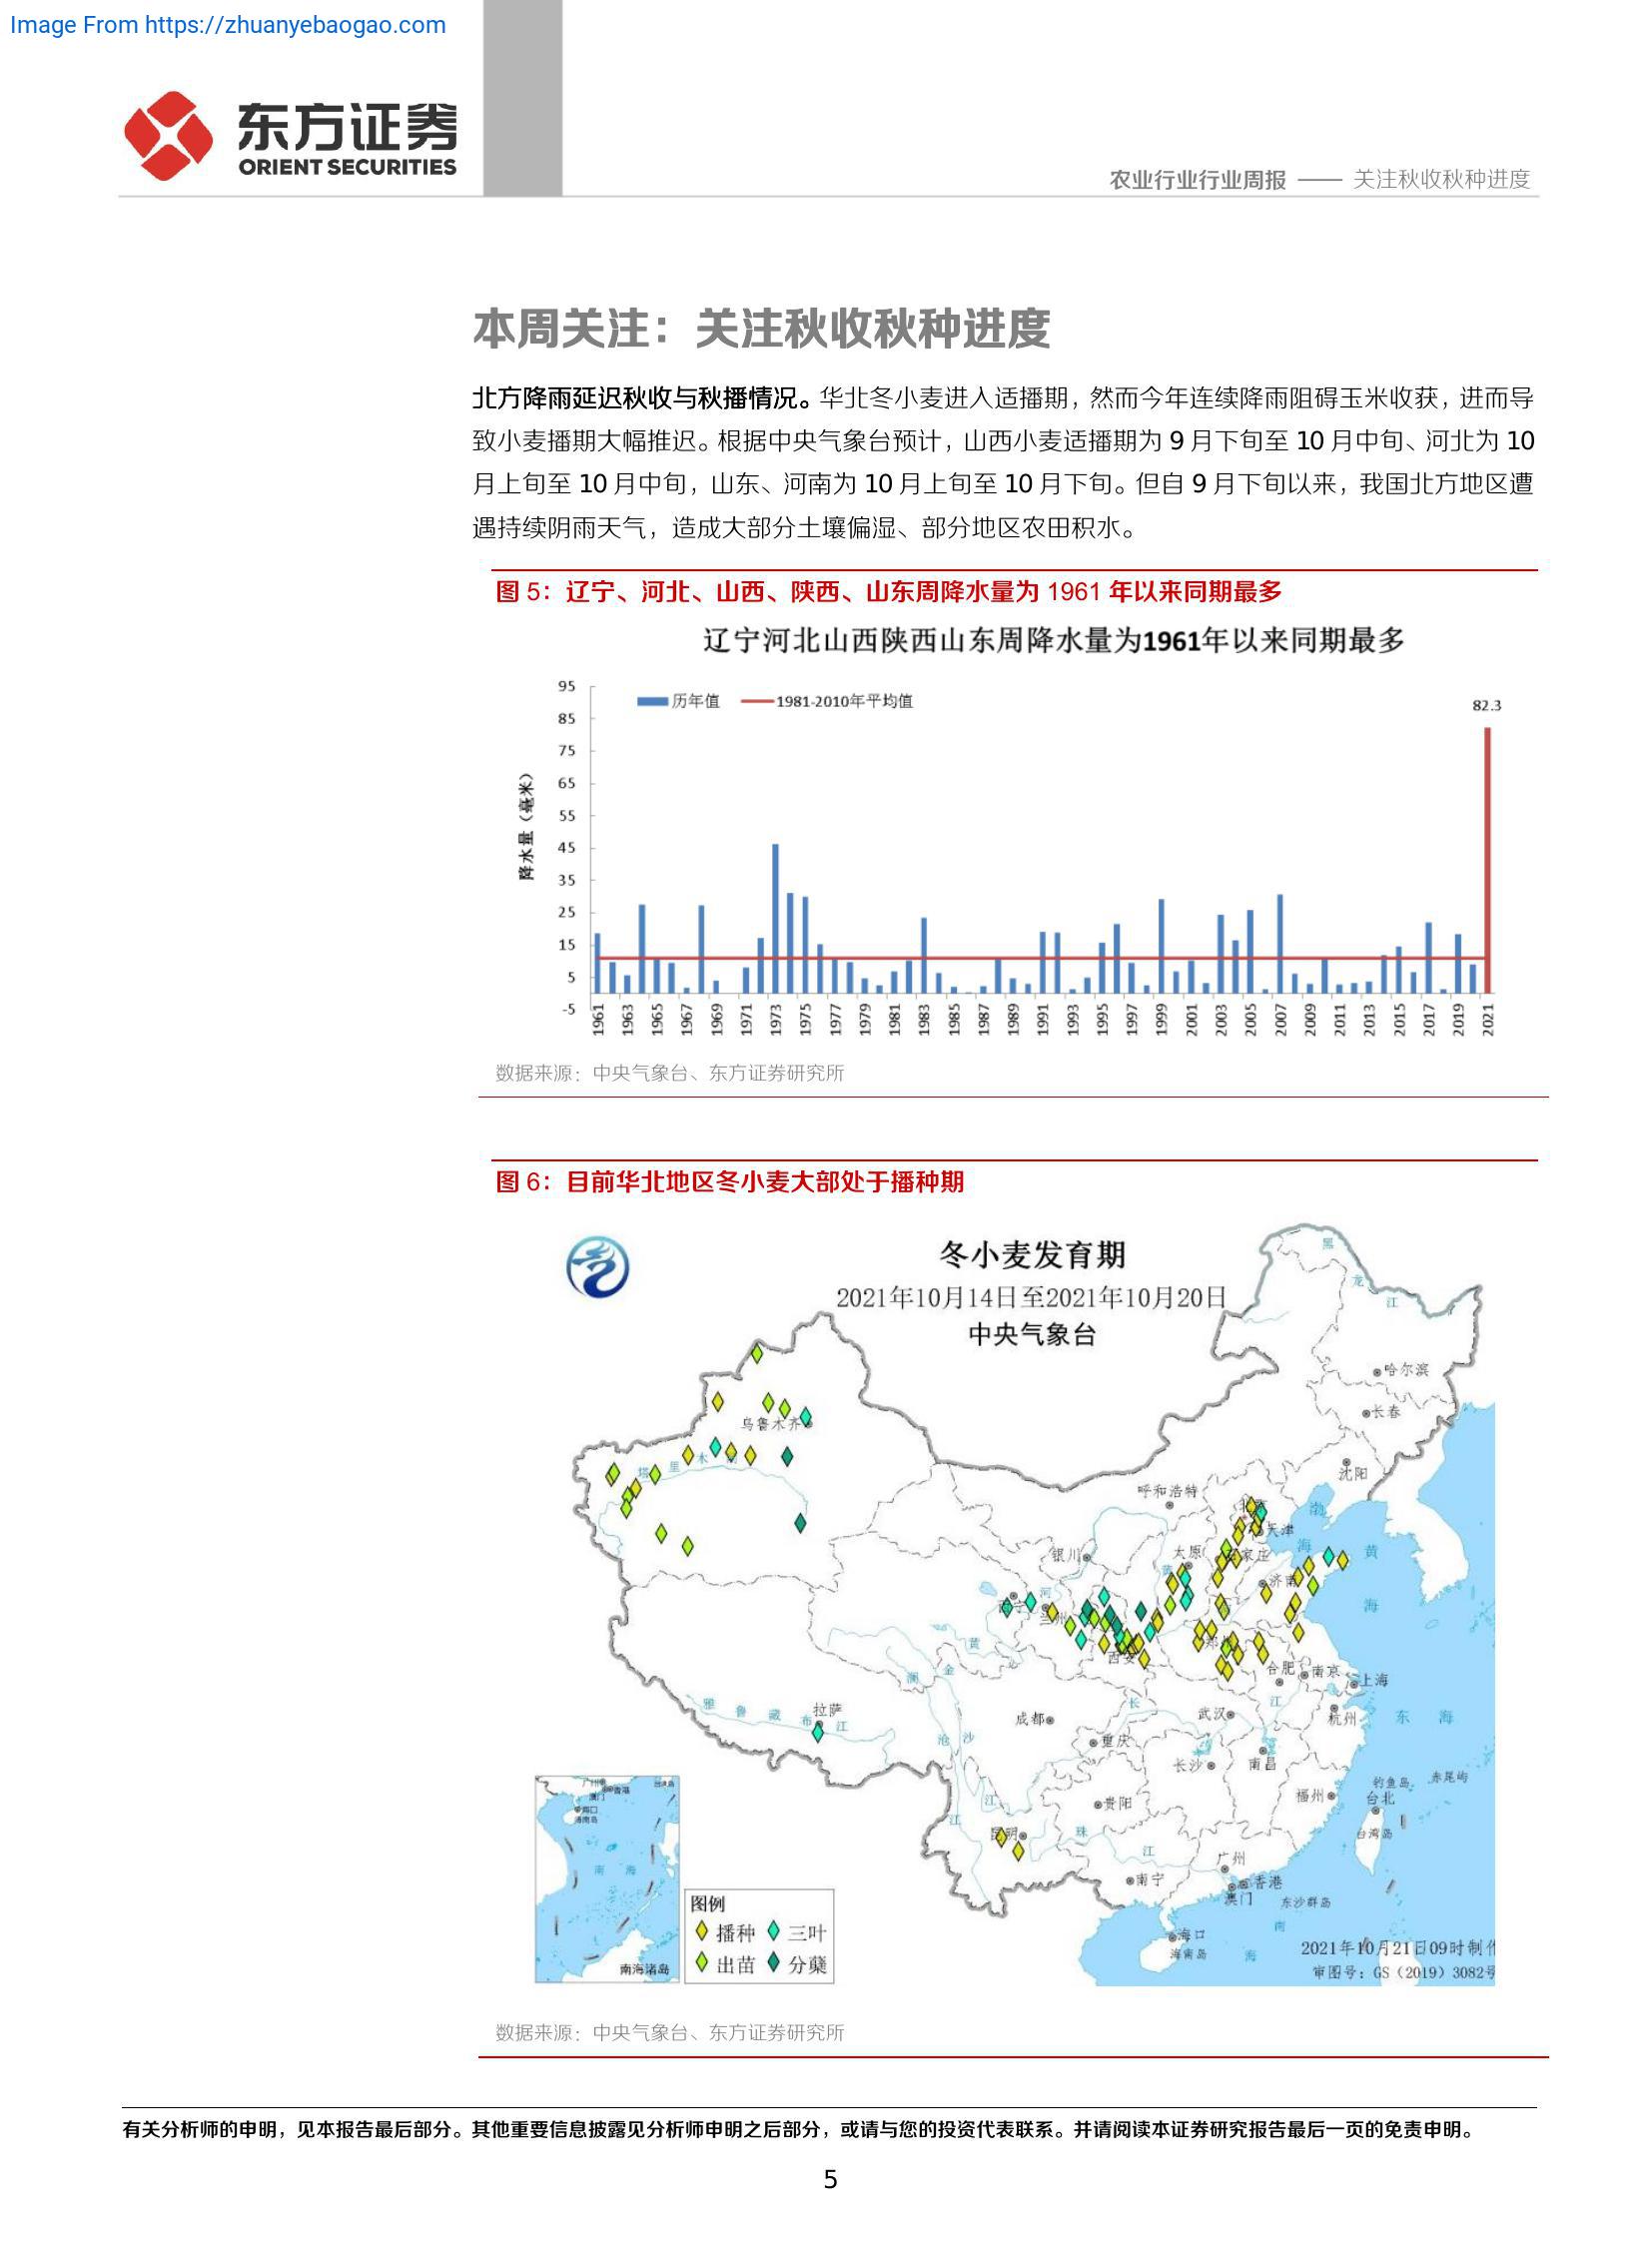 Image From https://zhuanyebaogao.com
东方证券
ORIENT SECURITIES
农业行业行业周报 —— 关注秋收秋种进度
本周关注：关注秋收秋种进度
北方降雨延迟秋收与秋播情况。华北冬小麦进入适播期，然而今年连续降雨阻碍玉米收获，进而导
致小麦播期大幅推迟。根据中央气象台预计，山西小麦适播期为 9 月下旬至 10 月中旬、河北为 10
月上旬至 10 月中旬，山东、河南为 10 月上旬至 10 月下旬。但自 9 月下旬以来，我国北方地区遭
遇持续阴雨天气，造成大部分土壤偏湿、部分地区农田积水。
图 5：辽宁、河北、山西、陕西、山东周降水量为 1961 年以来同期最多
辽宁河北山西陕西山东周降水量为1961年以来同期最多
历年值 1981-2010年平均值
82.3
降水量（毫米）
95
85
75
65
55
45
35
25
15
5
-5
1961 1963 1965 1967 1969 1971 1973 1975 1977 1979 1981 1983 1985 1987 1989 1991 1993 1995 1997 1999 2001 2003 2005 2007 2009 2011 2013 2015 2017 2019 2021
数据来源：中央气象台、东方证券研究所
图 6：目前华北地区冬小麦大部处于播种期
冬小麦发育期
2021年10月14日至2021年10月20日
中央气象台
黑
龙
江
哈尔滨
长春
沈阳
乌鲁木齐
塔 里 木
呼和浩特
天津
渤
海
黄
海
银川
太原
家庄
济南
河
西安
黄
金
澜
合肥
南京
上海
雅 鲁 藏 布 江
拉萨
成都
长
武汉
江
杭州
东 海
沧 沙
重庆
长沙
南昌
钓鱼岛
赤尾屿
江
贵阳
福州
台北
江
台湾岛
珠
江
广州
南宁
香港
澳门
东沙群岛
海口
海南岛
南
海
南 海
南海诸岛
图例
播种 三叶
出苗 分蘖
2021年10月21日09时制作
审图号：GS（2019）3082号
数据来源：中央气象台、东方证券研究所
有关分析师的申明，见本报告最后部分。其他重要信息披露见分析师申明之后部分，或请与您的投资代表联系。并请阅读本证券研究报告最后一页的免责申明。
5